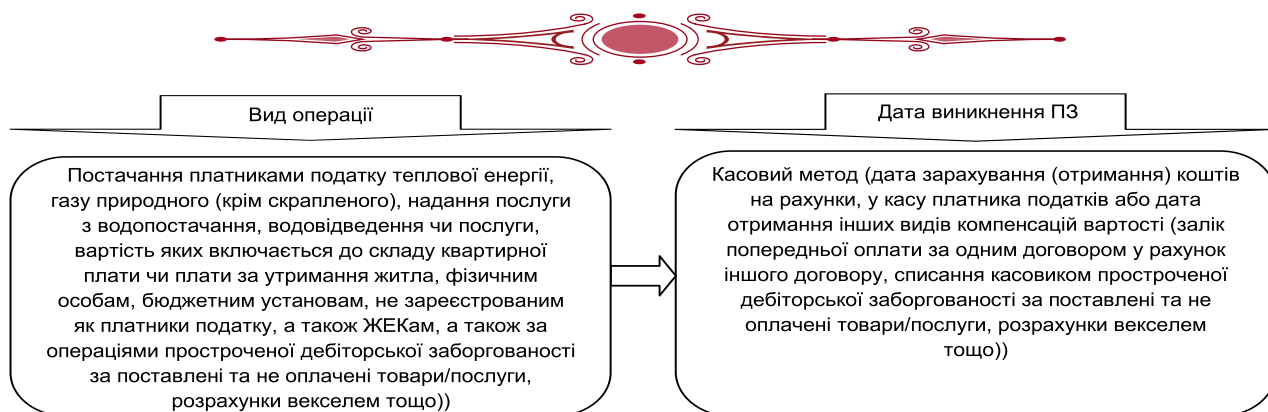 Вид операції
Постачання платниками податку теплової енергії,
газу природного (крім скрапленого), надання послуги
з водопостачання, водовідведення чи послуги,
вартість яких включається до складу квартирної
плати чи плати за утримання житла, фізичним
особам, бюджетним установам, не зареєстрованим
як платники податку, а також ЖЕКам, а також за
операціями простроченої дебіторської заборгованості
за поставлені та не оплачені товари/послуги,
розрахунки векселем тощо))
Дата виникнення ПЗ
Касовий метод (дата зарахування (отримання) коштів
на рахунки, у касу платника податків або дата
отримання інших видів компенсацій вартості (залік
попередньої оплати за одним договором у рахунок
іншого договору, списання касовиком простроченої
дебіторської заборгованості за поставлені та не
оплачені товари/послуги, розрахунки векселем
тощо))